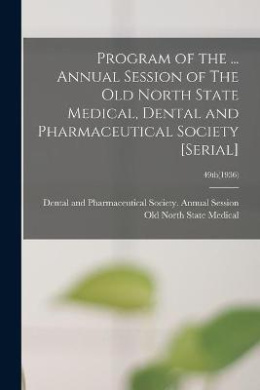 Program of the ...
Annual Session of The
Old North State
Medical, Dental and
Pharmaceutical Society
[Serial]
49th(1936)
Dental and Pharmaceutical Society. Annual Session
Old North State Medical